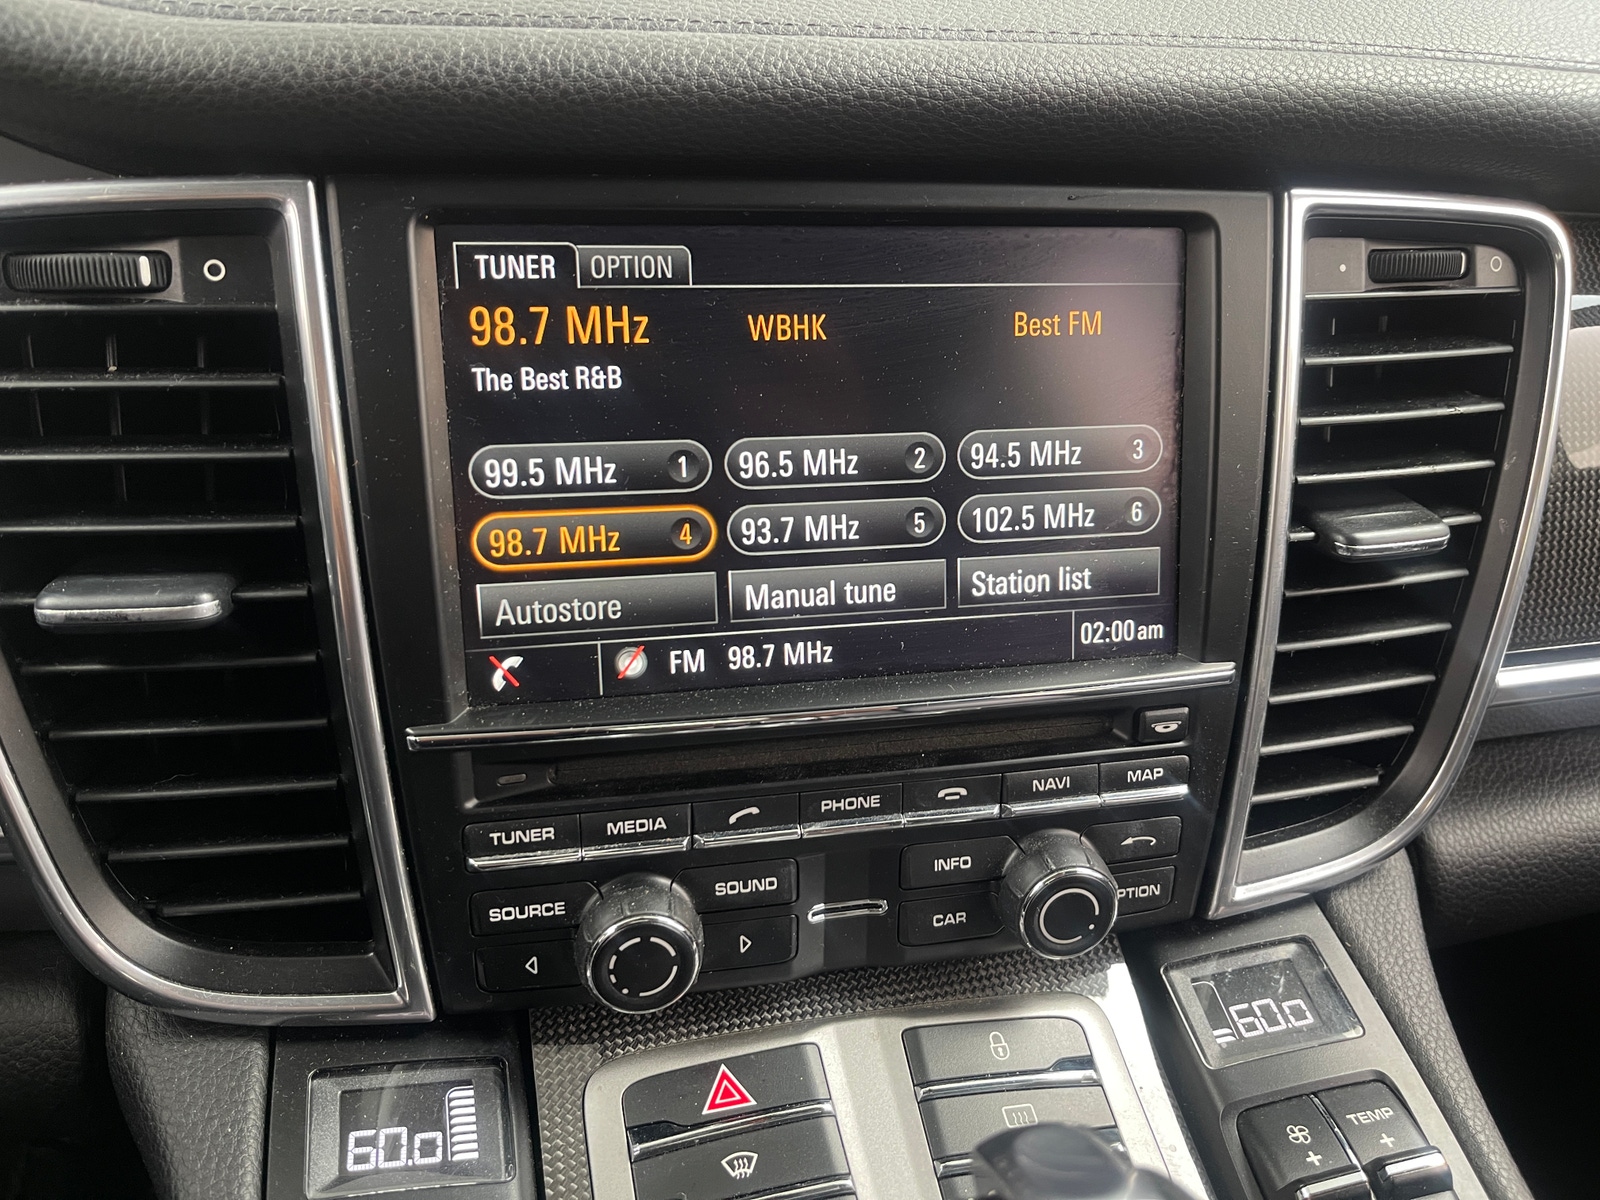 TUNER OPTION
98.7 MHz WBHK Best FM
The Best R&B
99.5 MHz 1 96.5 MHz 2 94.5 MHz 3
98.7 MHz 4 93.7 MHz 5 102.5 MHz 6
Autostore Manual tune Station list
FM 98.7 MHz 02:00 am
TUNER MEDIA PHONE NAVI MAP
SOURCE SOUND INFO
CAR PTION
60.0 60.0
TEMP
+ +